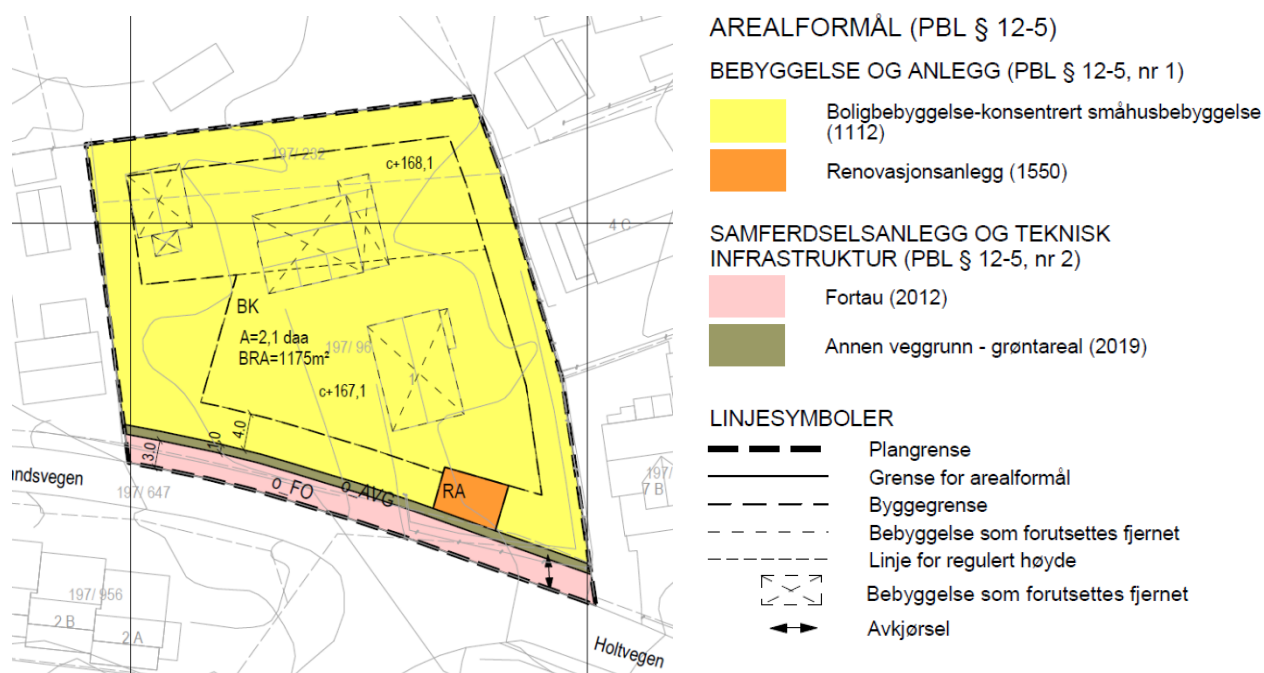 197/ 232
c+168,1
4 C
BK
A=2,1 daa
BRA=1175m²
197/ 96
c+167,1
3.0
1.0
4.0
andsvegen
197/ 647
o_FO
o_AVG
RA
197/
7 B
197/ 956
2 B
2 A
Holtvegen
AREALFORMÅL (PBL § 12-5)
BEBYGGELSE OG ANLEGG (PBL § 12-5, nr 1)
Boligbebyggelse-konsentrert småhusbebyggelse
(1112)
Renovasjonsanlegg (1550)
SAMFERDSELSANLEGG OG TEKNISK
INFRASTRUKTUR (PBL § 12-5, nr 2)
Fortau (2012)
Annen veggrunn - grøntareal (2019)
LINJESYMBOLER
Plangrense
Grense for arealformål
Byggegrense
Bebyggelse som forutsettes fjernet
Linje for regulert høyde
Bebyggelse som forutsettes fjernet
Avkjørsel